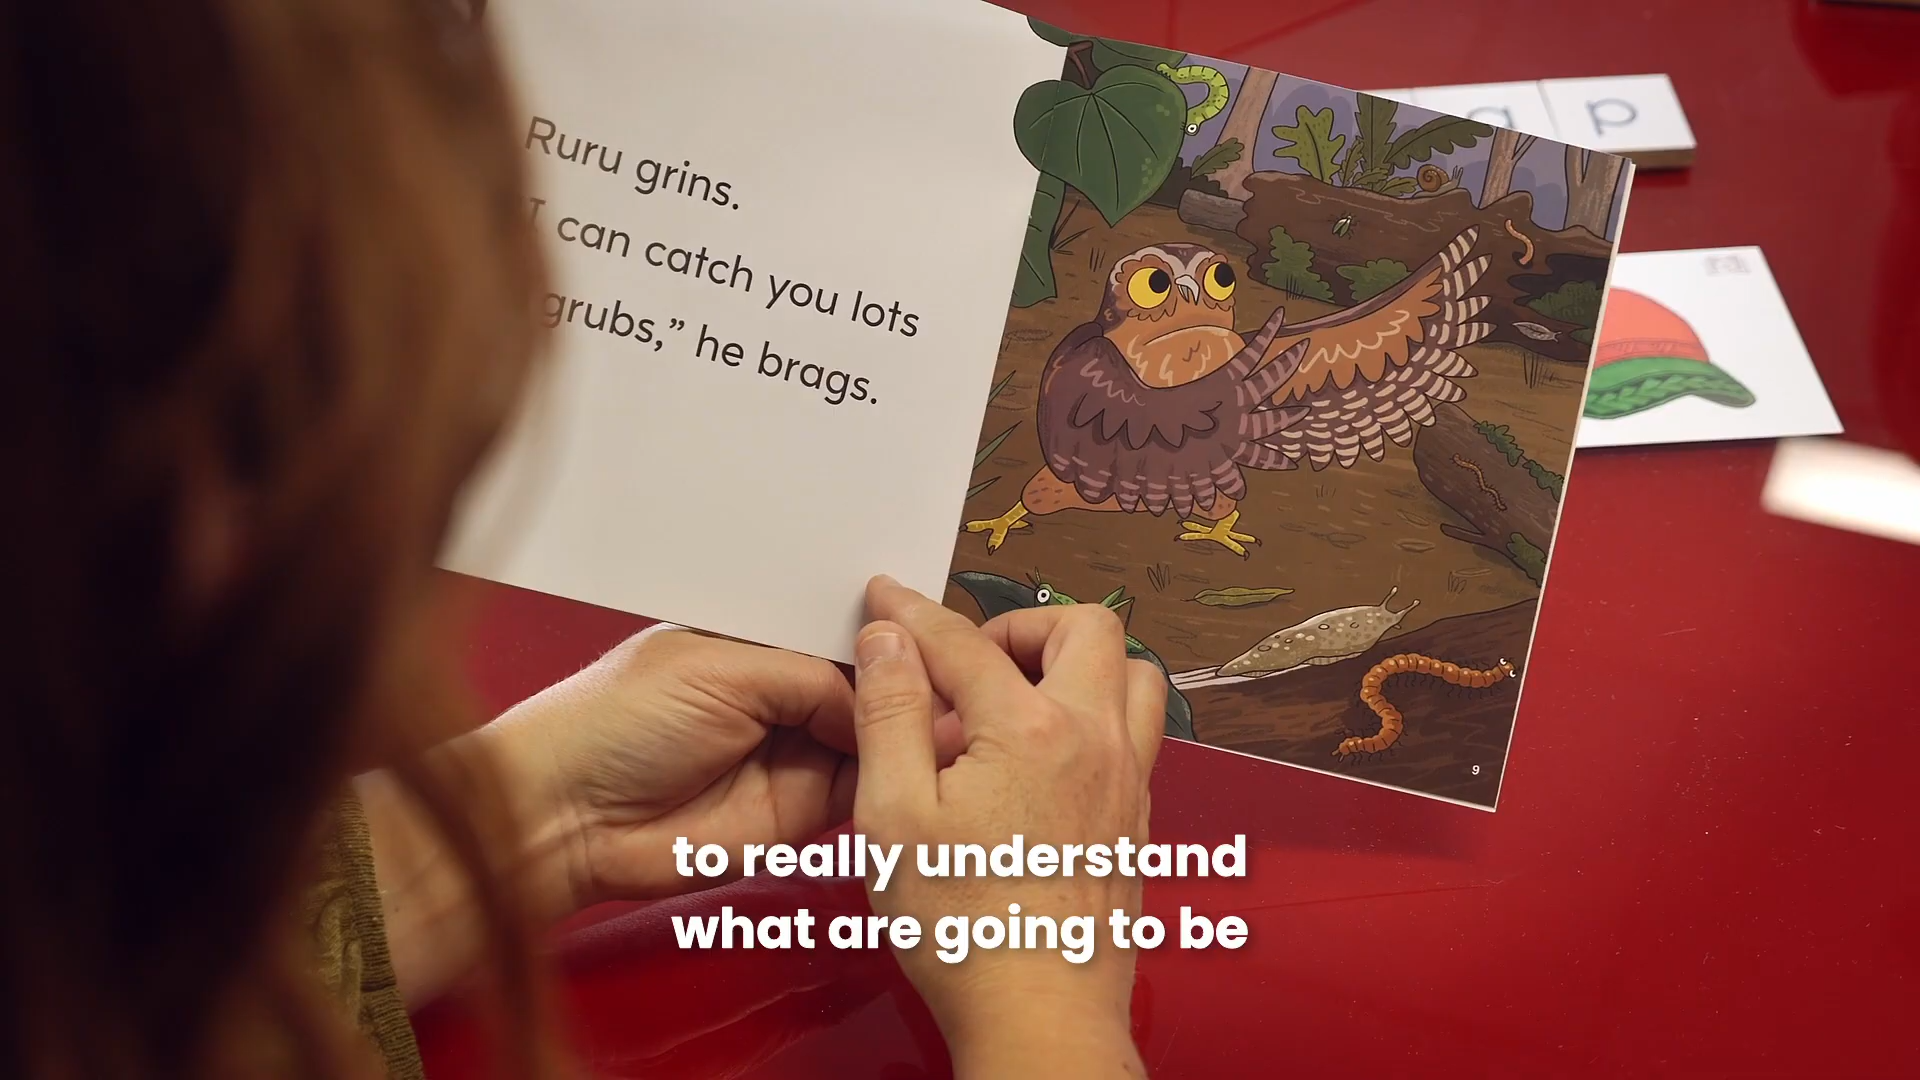 Ruru grins.
I can catch you lots
grubs,” he brags.
a p
9
to really understand
what are going to be